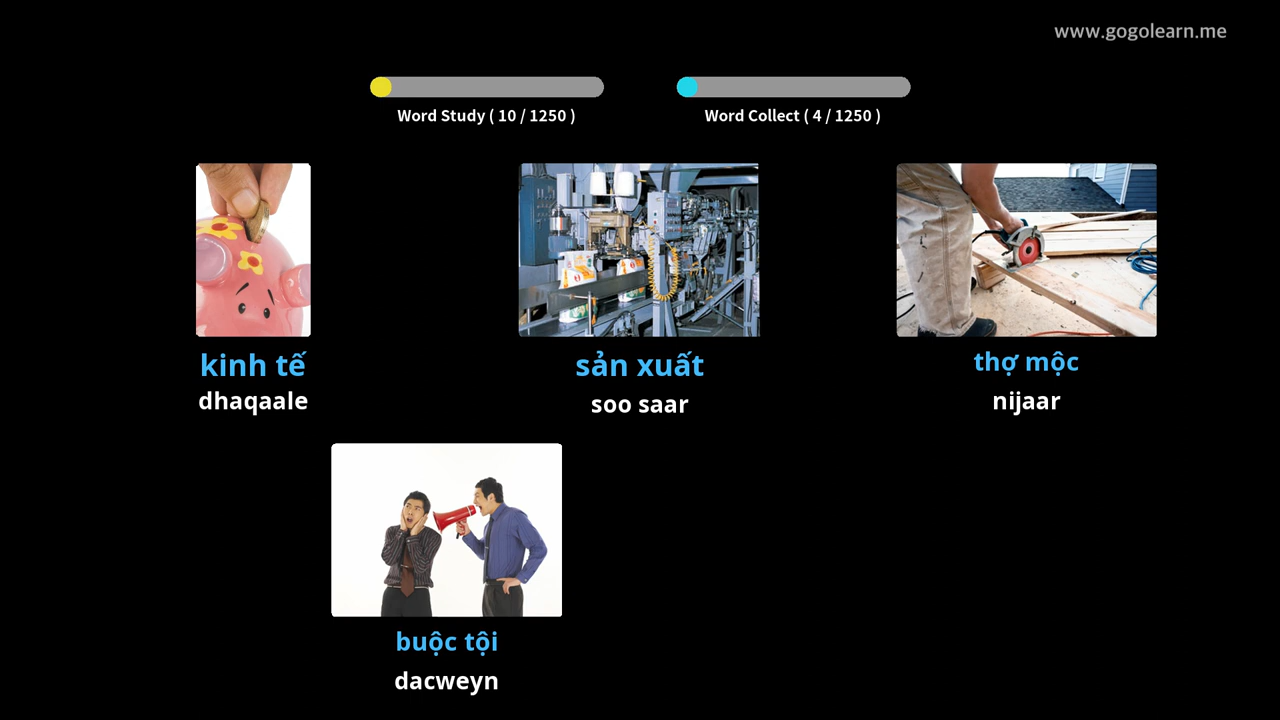 www.gogolearn.me
Word Study ( 10 / 1250 )
Word Collect ( 4 / 1250 )
kinh tế
dhaqaale
sản xuất
soo saar
thợ mộc
nijaar
buộc tội
dacweyn